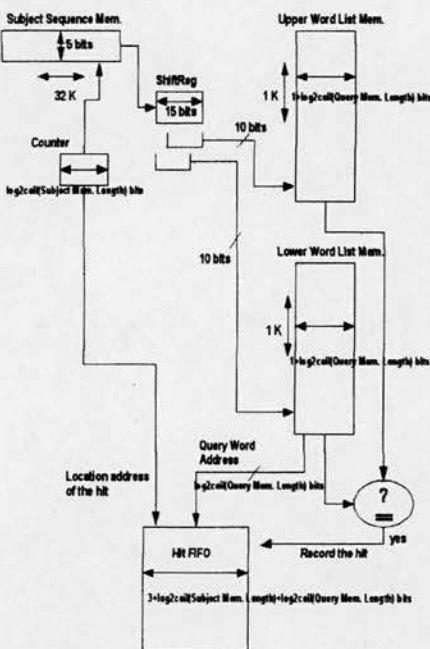 Subject Sequence Mem.
5 bits
32 K
ShiftReg
15 bits
Upper Word List Mem.
1 K
1+log2ceil(Query Mem. Length) bits
10 bits
Counter
log2ceil(Subject Mem. Length) bits
10 bits
Lower Word List Mem.
1 K
1+log2ceil(Query Mem. Length) bits
Query Word
Address
log2ceil(Query Mem. Length) bits
Location address
of the hit
?
==
yes
Record the hit
Hit FIFO
3+log2ceil(Subject Mem. Length)+log2ceil(Query Mem. Length) bits